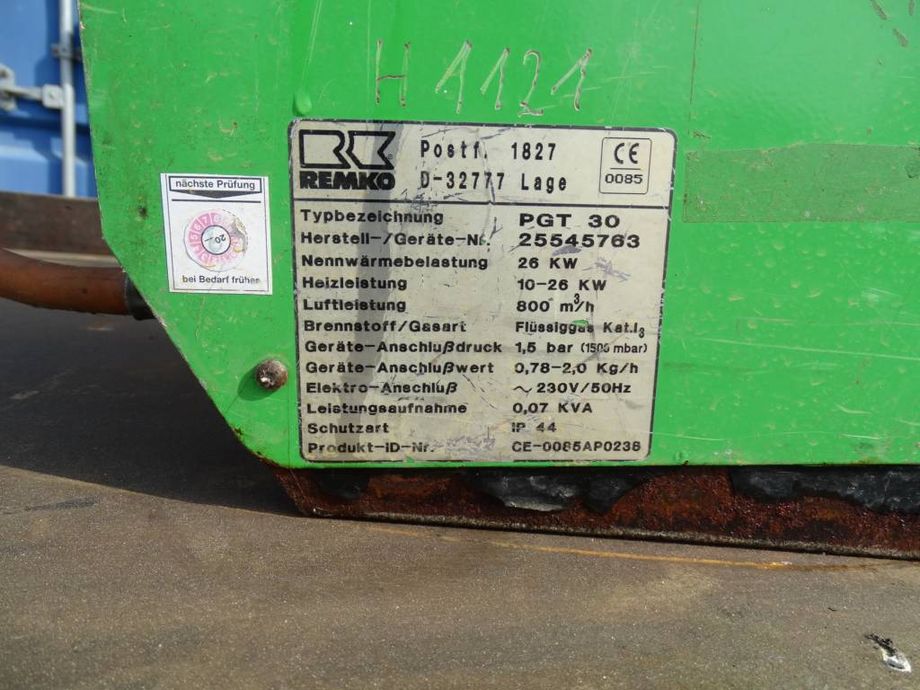 H 1121
REMKO
Postf. 1827
D-32777 Lage
CE
0085
nächste Prüfung
20
bei Bedarf früher
Typbezeichnung PGT 30
Herstell-/Geräte-Nr. 25545763
Nennwärmebelastung 26 KW
Heizleistung 10-26 KW
Luftleistung 800 m³/h
Brennstoff/Gasart Flüssiggas Kat.I₃
Geräte-Anschlußdruck 1,5 bar (1500 mbar)
Geräte-Anschlußwert 0,78-2,0 Kg/h
Elektro-Anschluß ~230V/50Hz
Leistungsaufnahme 0,07 KVA
Schutzart IP 44
Produkt-ID-Nr. CE-0085AP0238